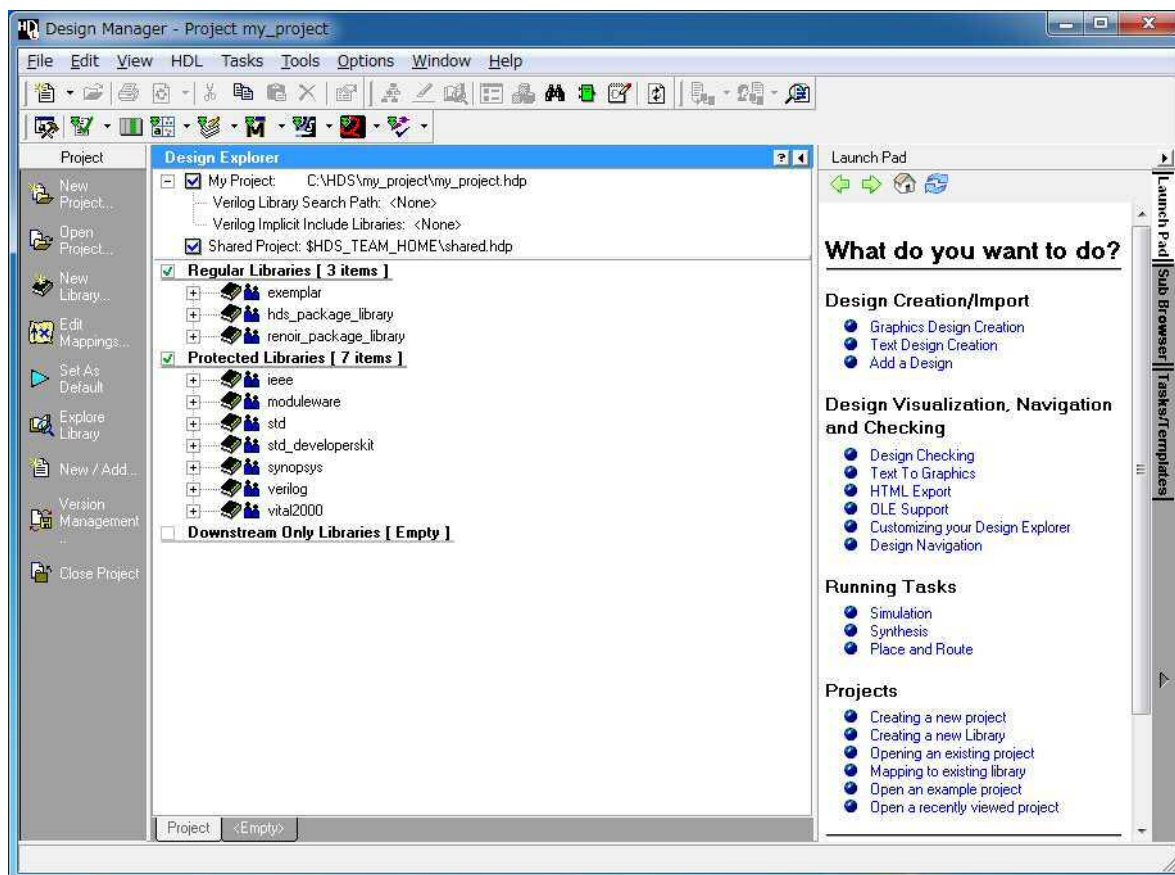 Design Manager - Project my_project
File Edit View HDL Tasks Tools Options Window Help
Project
New Project...
Open Project...
New Library...
Edit Mappings...
Set As Default
Explore Library
New / Add...
Version Management ..
Close Project
Design Explorer
My Project: C:\HDS\my_project\my_project.hdp
Verilog Library Search Path: <None>
Verilog Implicit Include Libraries: <None>
Shared Project: $HDS_TEAM_HOME\shared.hdp
Regular Libraries [ 3 items ]
exemplar
hds_package_library
renoir_package_library
Protected Libraries [ 7 items ]
ieee
moduleware
std
std_developerskit
synopsys
verilog
vital2000
Downstream Only Libraries [ Empty ]
Project <Empty>
Launch Pad
What do you want to do?
Design Creation/Import
Graphics Design Creation
Text Design Creation
Add a Design
Design Visualization, Navigation
and Checking
Design Checking
Text To Graphics
HTML Export
OLE Support
Customizing your Design Explorer
Design Navigation
Running Tasks
Simulation
Synthesis
Place and Route
Projects
Creating a new project
Creating a new Library
Opening an existing project
Mapping to existing library
Open an example project
Open a recently viewed project
Launch Pad
Sub Browser
Tasks/Templates